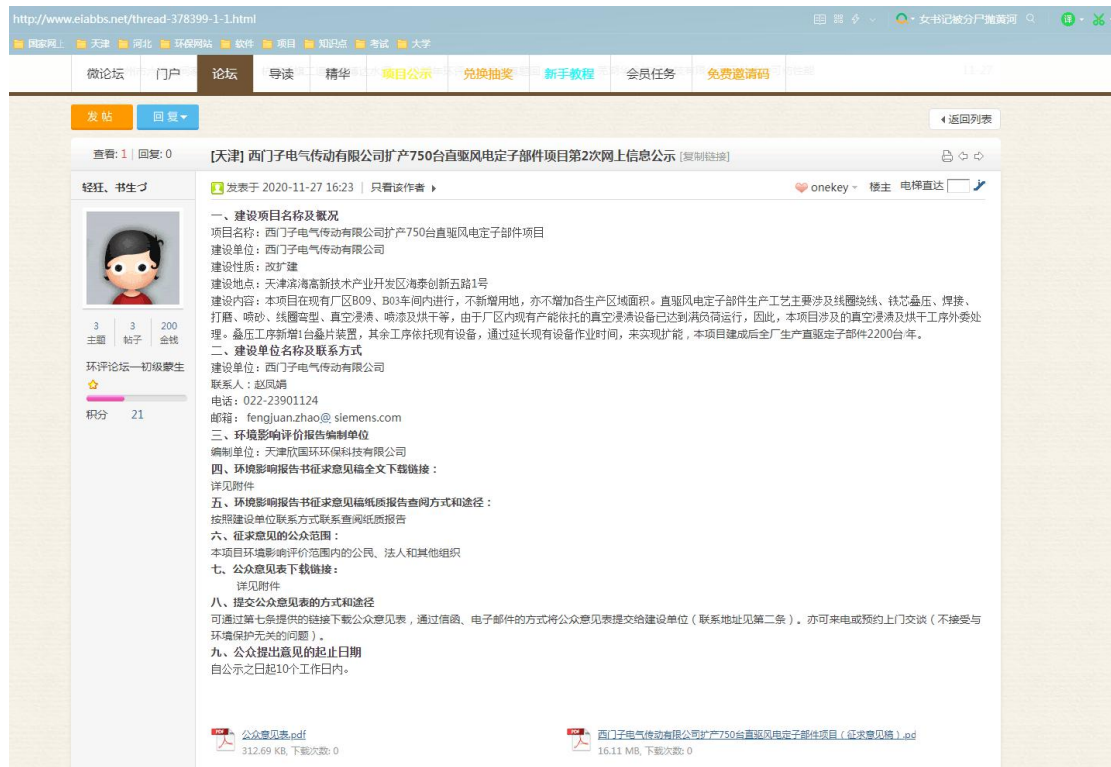 http://www.eiabbs.net/thread-378399-1-1.html
女书记被分尸抛黄河
译
国家网上 天津 河北 环保网站 软件 项目 知识点 考试 大学
微论坛 门户 论坛 导读 精华 项目公示 兑换抽奖 新手教程 会员任务 免费邀请码
发帖 回复 返回列表
查看: 1 | 回复: 0
[天津] 西门子电气传动有限公司扩产750台直驱风电定子部件项目第2次网上信息公示 [复制链接]
轻狂、书生づ
发表于 2020-11-27 16:23 | 只看该作者
onekey 楼主 电梯直达
3 3 200
主题 帖子 金钱
环评论坛—初级蒙生
积分 21
一、建设项目名称及概况
项目名称：西门子电气传动有限公司扩产750台直驱风电定子部件项目
建设单位：西门子电气传动有限公司
建设性质：改扩建
建设地点：天津滨海高新技术产业开发区海泰创新五路1号
建设内容：本项目在现有厂区B09、B03车间内进行，不新增用地，亦不增加各生产区域面积。直驱风电定子部件生产工艺主要涉及线圈绕线、铁芯叠压、焊接、
打磨、喷砂、线圈弯型、真空浸渍、喷漆及烘干等，由于厂区内现有产能依托的真空浸渍设备已达到满负荷运行，因此，本项目涉及的真空浸渍及烘干工序外委处
理。叠压工序新增1台叠片装置，其余工序依托现有设备，通过延长现有设备作业时间，来实现扩能，本项目建成后全厂生产直驱定子部件2200台/年。
二、建设单位名称及联系方式
建设单位：西门子电气传动有限公司
联系人：赵凤娟
电话：022-23901124
邮箱： fengjuan.zhao@ siemens.com
三、环境影响评价报告编制单位
编制单位：天津欣国环环保科技有限公司
四、环境影响报告书征求意见稿全文下载链接：
详见附件
五、环境影响报告书征求意见稿纸质报告查阅方式和途径：
按照建设单位联系方式联系查阅纸质报告
六、征求意见的公众范围：
本项目环境影响评价范围内的公民、法人和其他组织
七、公众意见表下载链接：
详见附件
八、提交公众意见表的方式和途径
可通过第七条提供的链接下载公众意见表，通过信函、电子邮件的方式将公众意见表提交给建设单位（联系地址见第二条）。亦可来电或预约上门交谈（不接受与
环境保护无关的问题）。
九、公众提出意见的起止日期
自公示之日起10个工作日内。
公众意见表.pdf
312.69 KB, 下载次数: 0
西门子电气传动有限公司扩产750台直驱风电定子部件项目（征求意见稿）.pd
16.11 MB, 下载次数: 0